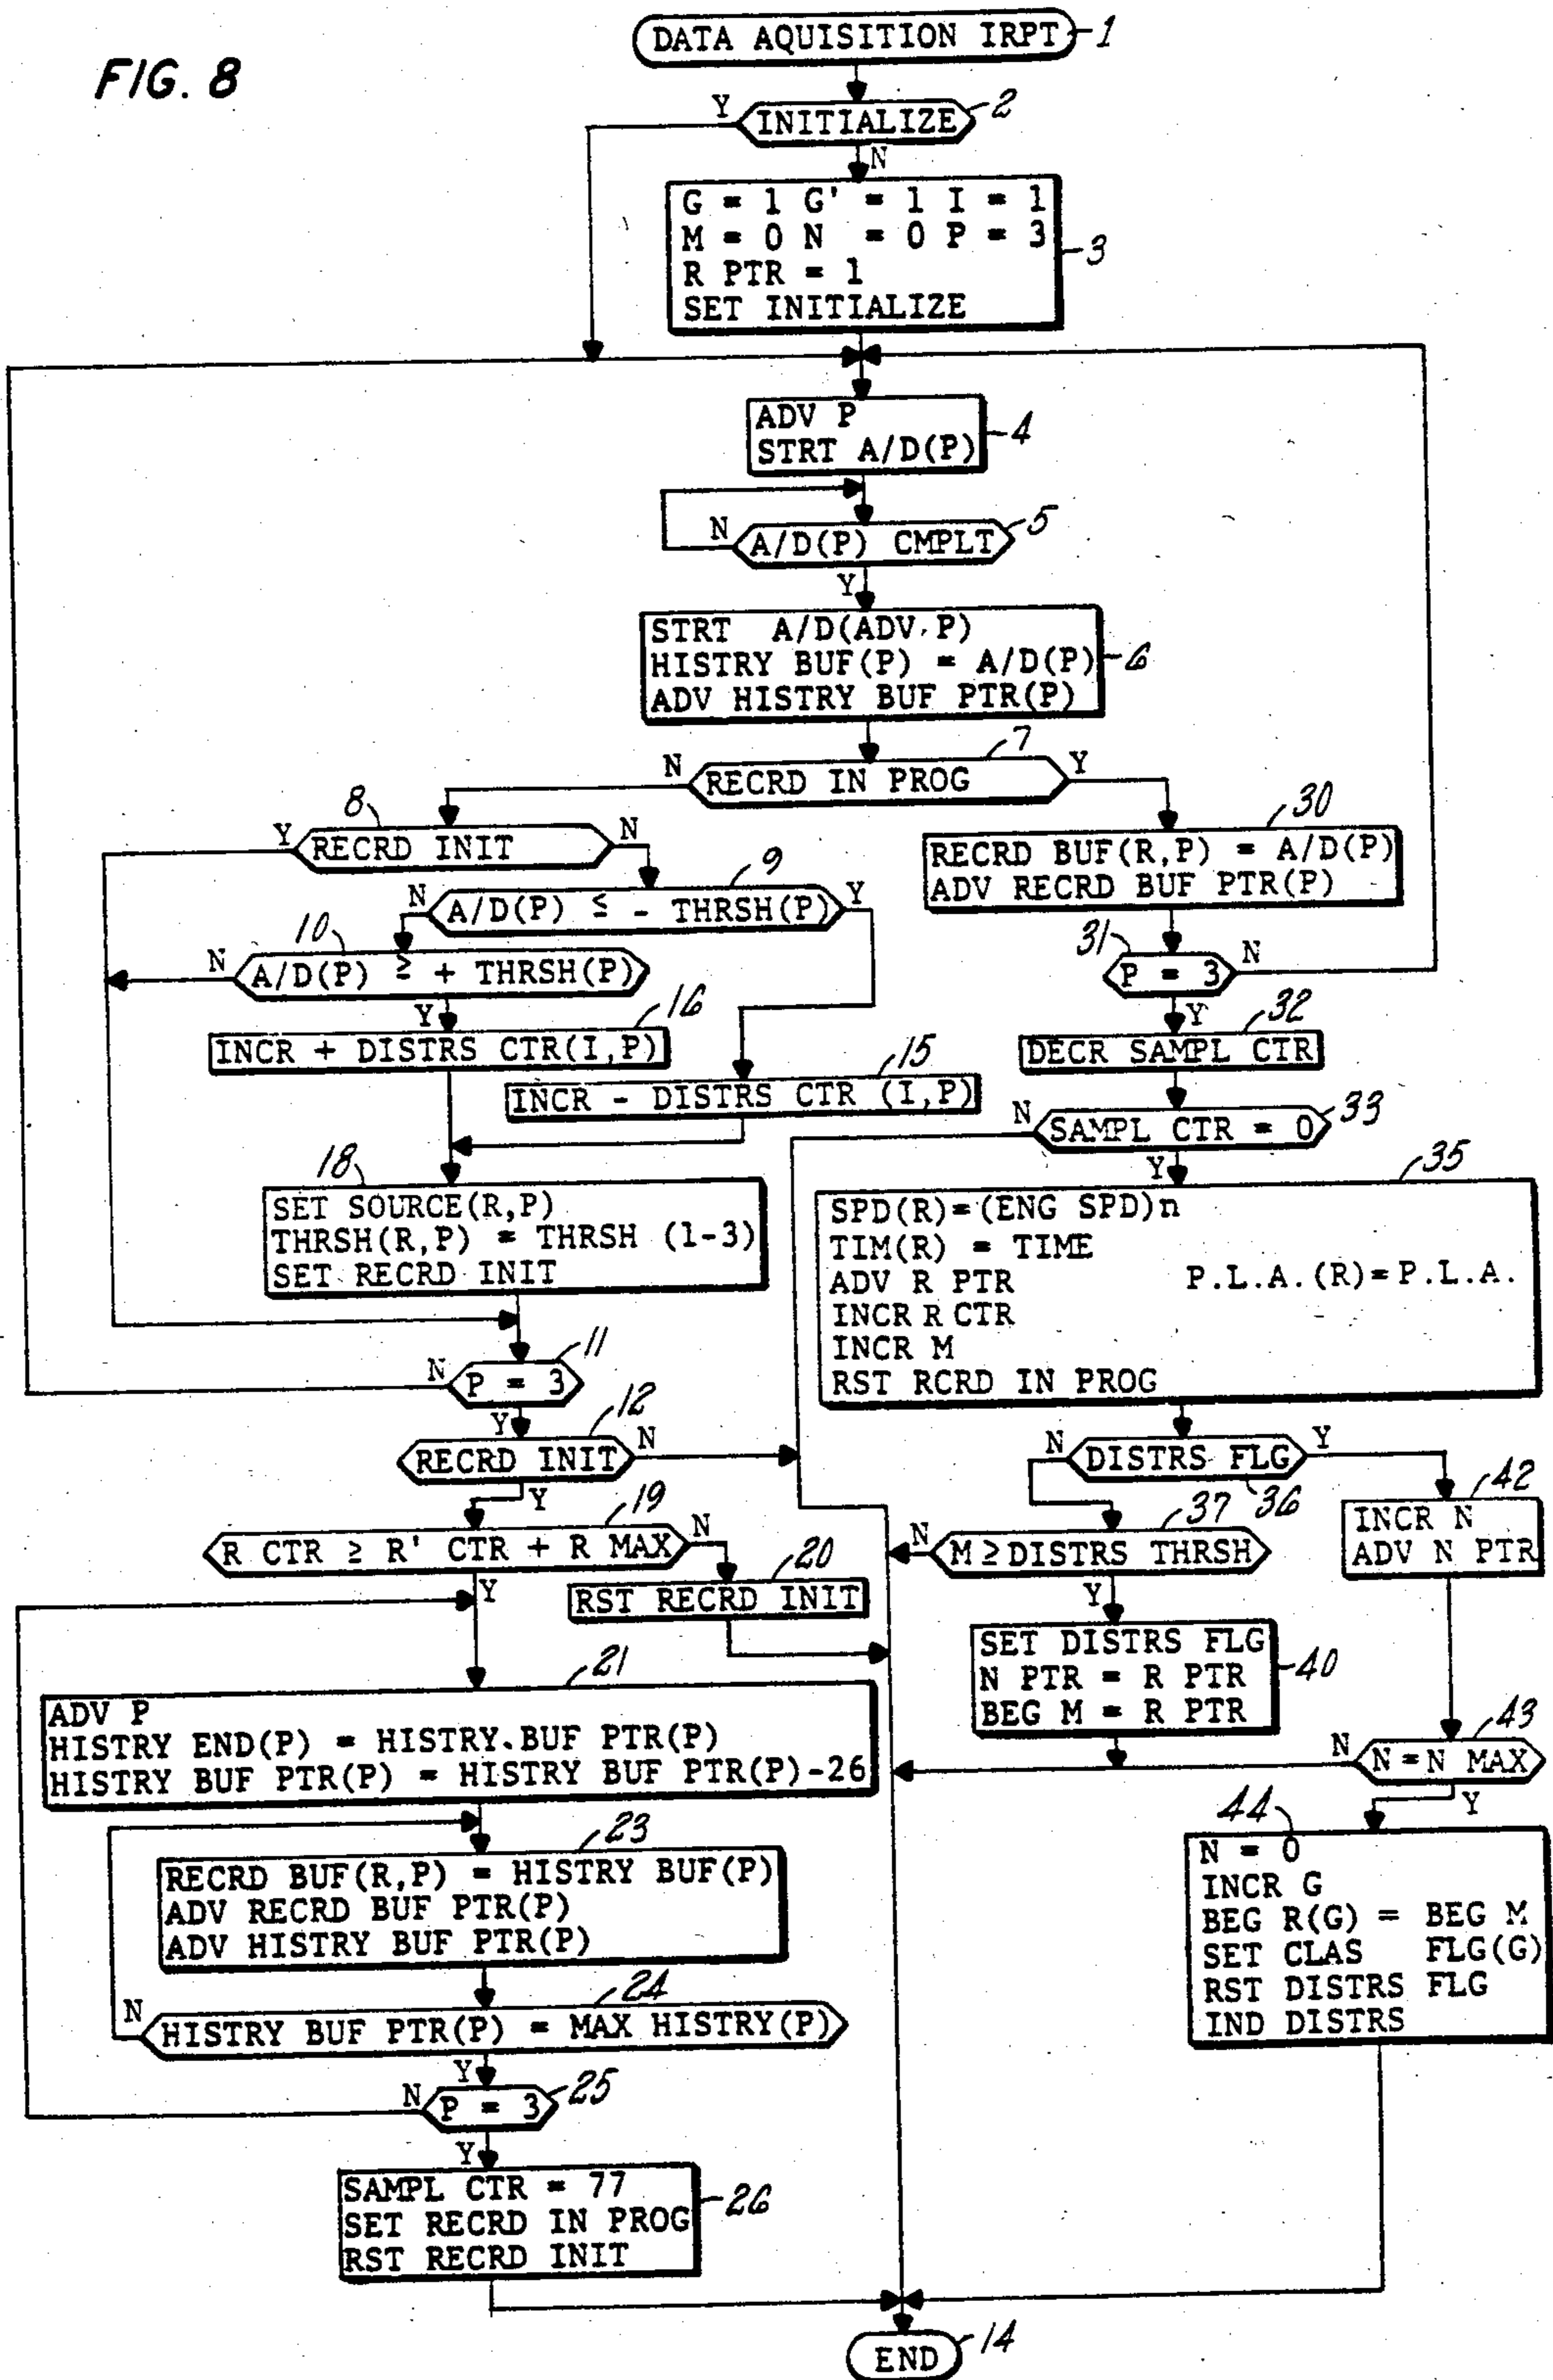 FIG. 8
DATA AQUISITION IRPT
1
Y
INITIALIZE
2
N
G = 1 G' = 1 I = 1
M = 0 N = 0 P = 3
R PTR = 1
SET INITIALIZE
3
ADV P
STRT A/D(P)
4
N
A/D(P) CMPLT
5
Y
STRT A/D(ADV P)
HISTRY BUF(P) = A/D(P)
ADV HISTRY BUF PTR(P)
6
N
RECRD IN PROG
7
Y
8
Y
RECRD INIT
N
30
RECRD BUF(R,P) = A/D(P)
ADV RECRD BUF PTR(P)
9
N
A/D(P) ≤ - THRSH(P)
Y
10
N
A/D(P) ≥ + THRSH(P)
Y
31
P = 3
N
Y
16
INCR + DISTRS CTR(I,P)
32
DECR SAMPL CTR
15
INCR - DISTRS CTR (I,P)
N
SAMPL CTR = 0
33
Y
18
SET SOURCE(R,P)
THRSH(R,P) = THRSH (1-3)
SET RECRD INIT
35
SPD(R)=(ENG SPD)n
TIM(R) = TIME
ADV R PTR
P.L.A.(R)=P.L.A.
INCR R CTR
INCR M
RST RCRD IN PROG
N
P = 3
11
Y
12
RECRD INIT
N
Y
N
DISTRS FLG
Y
36
42
INCR N
ADV N PTR
19
R CTR ≥ R' CTR + R MAX
N
Y
20
RST RECRD INIT
37
N
M ≥ DISTRS THRSH
Y
SET DISTRS FLG
N PTR = R PTR
BEG M = R PTR
40
21
ADV P
HISTRY END(P) = HISTRY BUF PTR(P)
HISTRY BUF PTR(P) = HISTRY BUF PTR(P)-26
43
N
N = N MAX
Y
23
RECRD BUF(R,P) = HISTRY BUF(P)
ADV RECRD BUF PTR(P)
ADV HISTRY BUF PTR(P)
44
N = 0
INCR G
BEG R(G) = BEG M
SET CLAS FLG(G)
RST DISTRS FLG
IND DISTRS
24
N
HISTRY BUF PTR(P) = MAX HISTRY(P)
Y
N
P = 3
25
Y
SAMPL CTR = 77
SET RECRD IN PROG
RST RECRD INIT
26
END
14